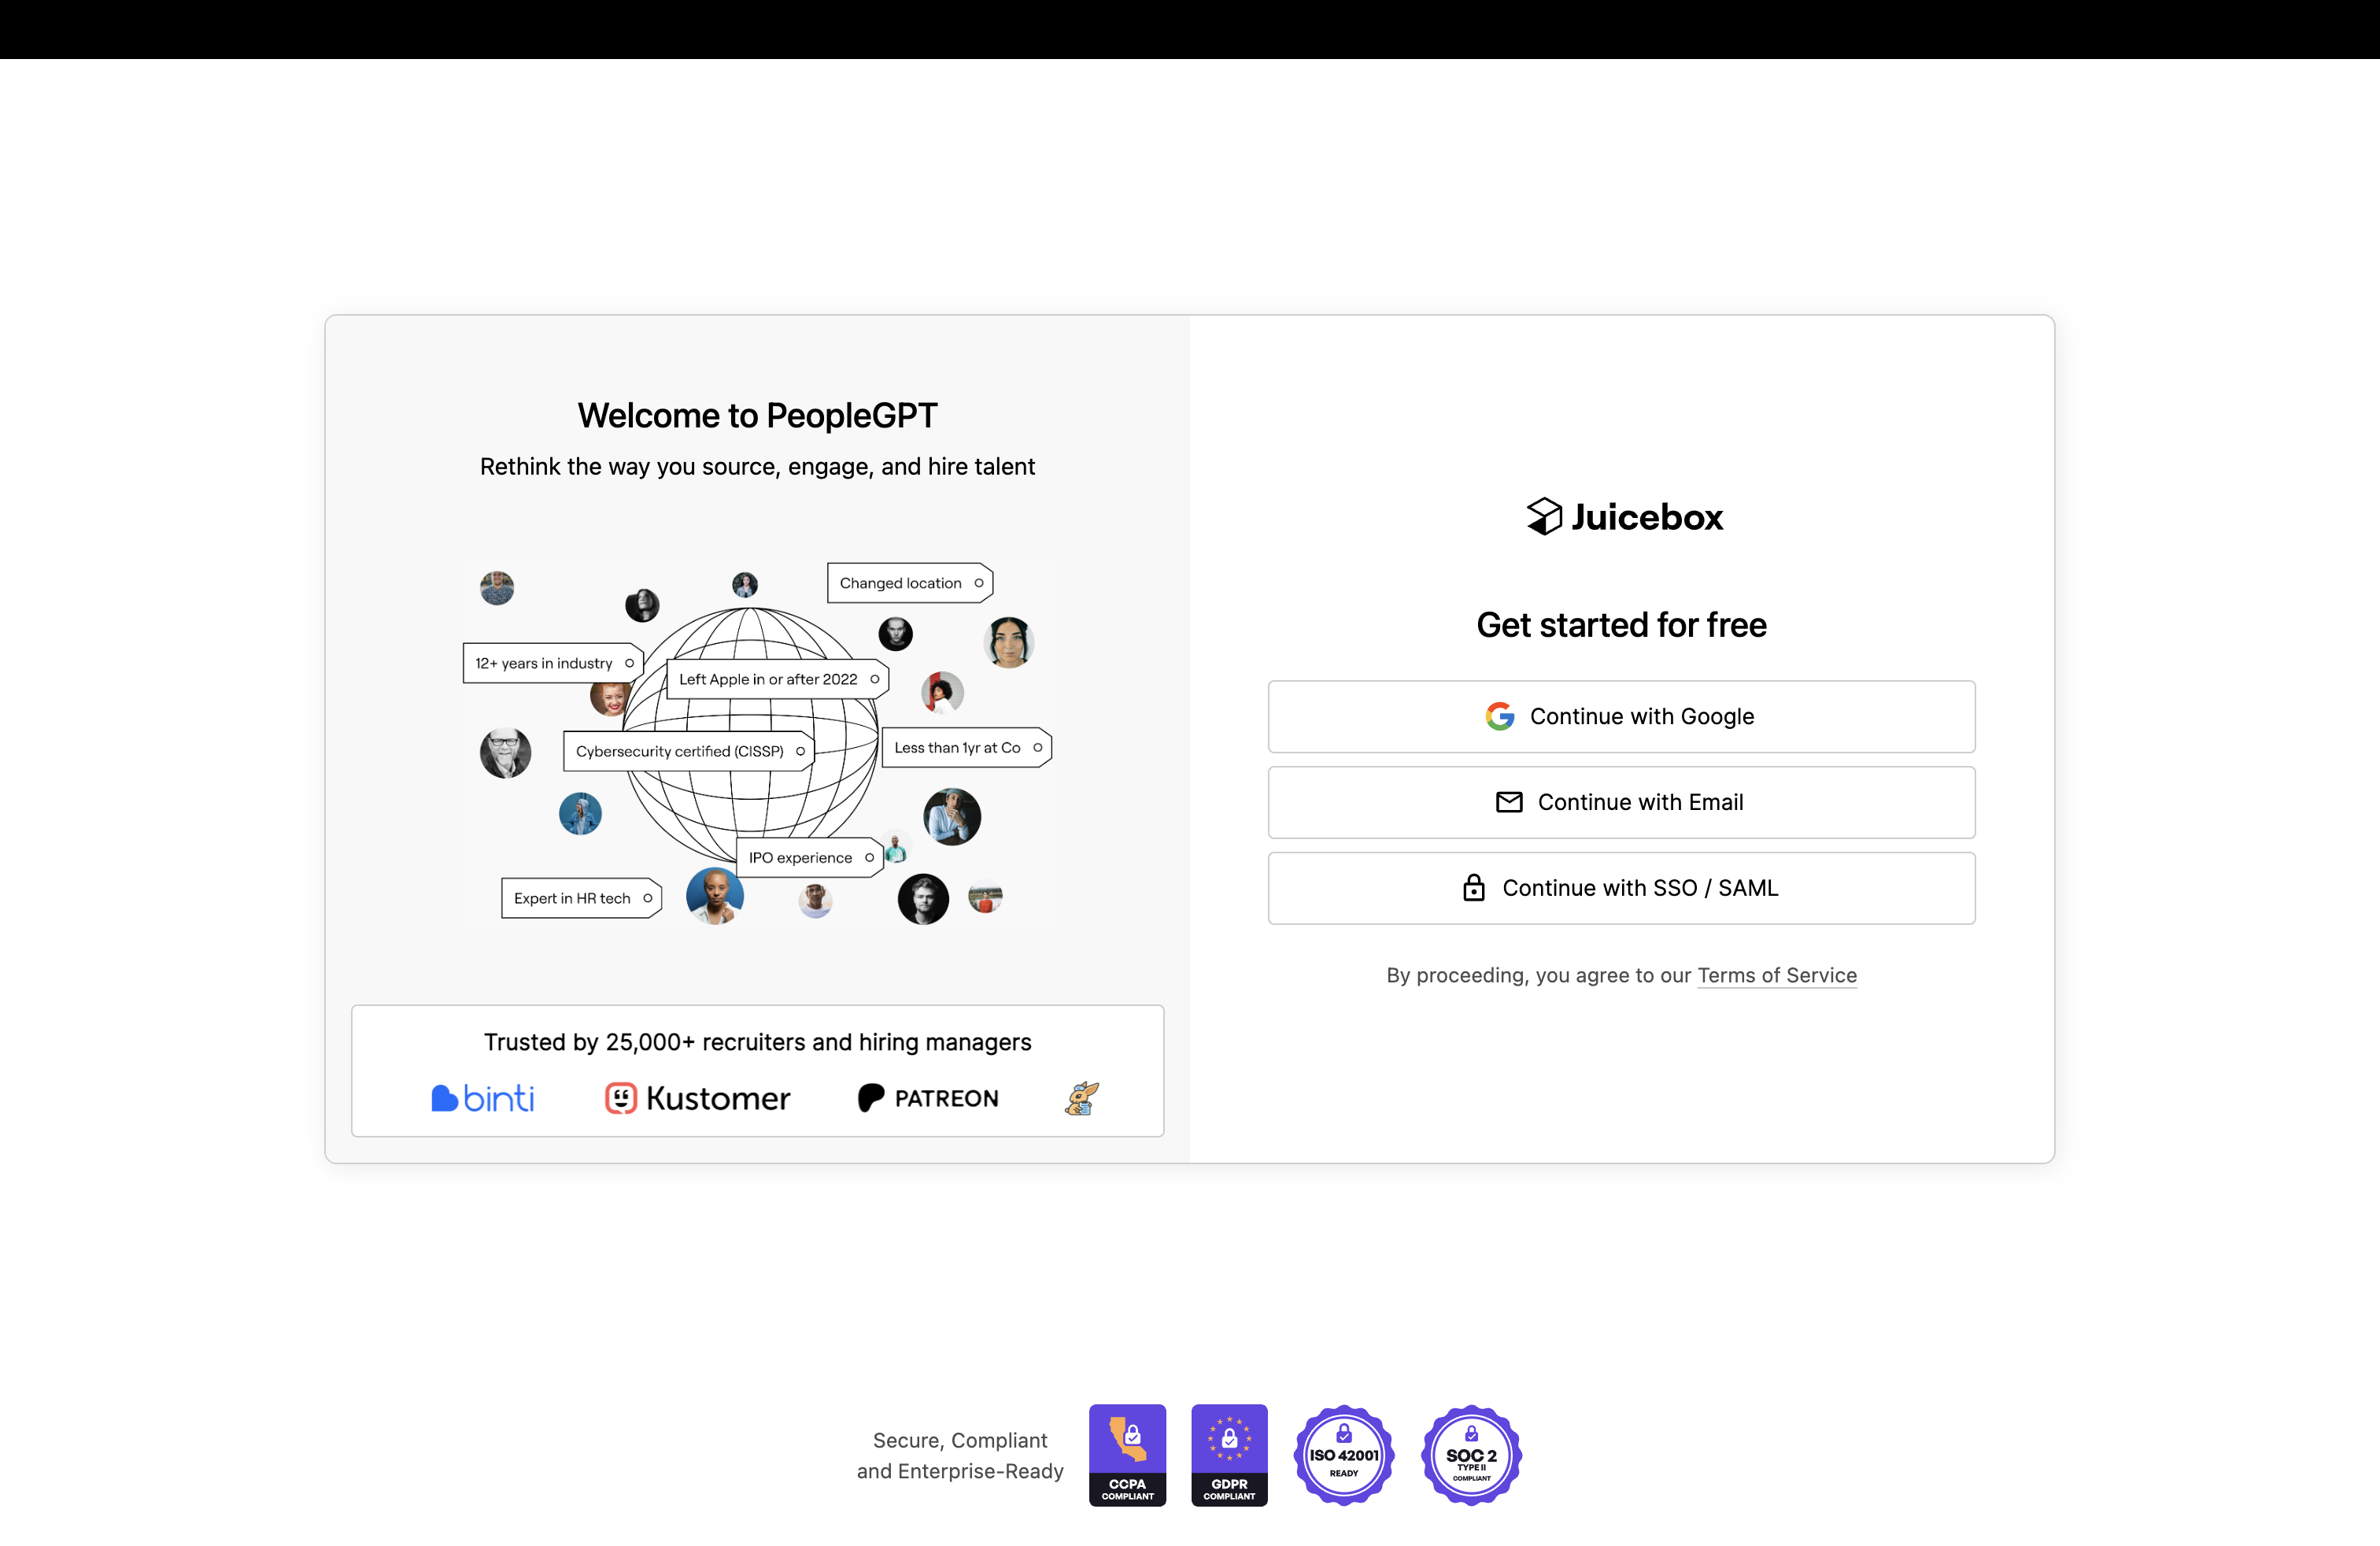 Welcome to PeopleGPT
Rethink the way you source, engage, and hire talent
Changed location
12+ years in industry
Left Apple in or after 2022
Cybersecurity certified (CISSP)
Less than 1yr at Co
IPO experience
Expert in HR tech
Trusted by 25,000+ recruiters and hiring managers
binti
Kustomer
PATREON
Juicebox
Get started for free
Continue with Google
Continue with Email
Continue with SSO / SAML
By proceeding, you agree to our Terms of Service
Secure, Compliant
and Enterprise-Ready
CCPA
COMPLIANT
GDPR
COMPLIANT
ISO 42001
READY
SOC 2
TYPE II
COMPLIANT